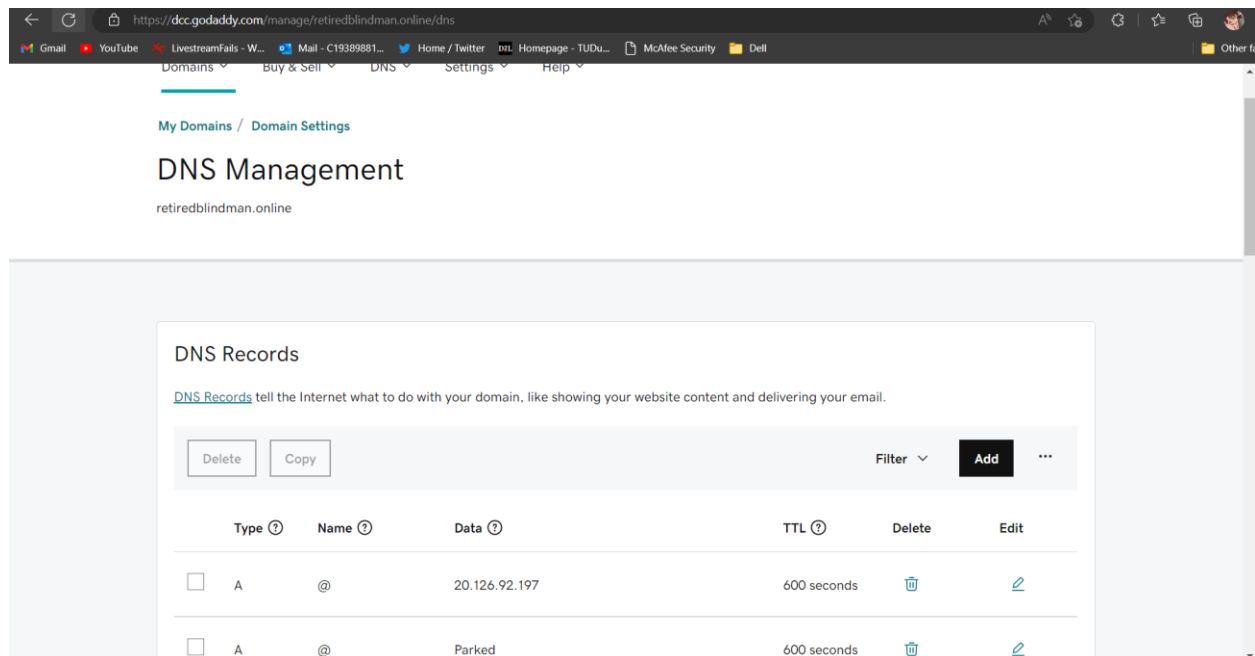 https://dcc.godaddy.com/manage/retiredblindman.online/dns
Gmail YouTube LivestreamFails - W... Mail - C19389881... Home / Twitter D2L Homepage - TUDu... McAfee Security Dell Other fa
Domains Buy & Sell DNS Settings Help
My Domains / Domain Settings
DNS Management
retiredblindman.online
DNS Records
DNS Records tell the Internet what to do with your domain, like showing your website content and delivering your email.
Delete Copy Filter Add ...
Type Name Data TTL Delete Edit
A @ 20.126.92.197 600 seconds
A @ Parked 600 seconds